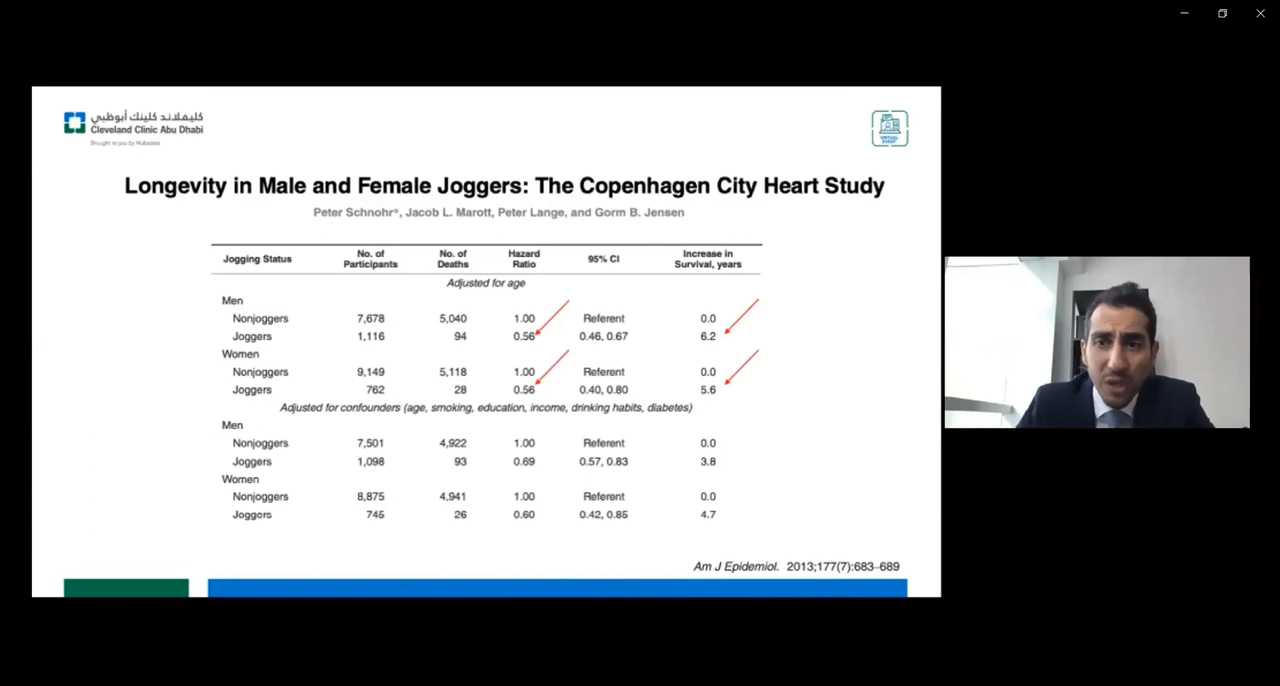 كليفلاند كلينك أبوظبي
Cleveland Clinic Abu Dhabi
Brought to you by Mubadala
VIRTUAL EVENT
Longevity in Male and Female Joggers: The Copenhagen City Heart Study
Peter Schnohr*, Jacob L. Marott, Peter Lange, and Gorm B. Jensen
Jogging Status No. of Participants No. of Deaths Hazard Ratio 95% CI Increase in Survival, years
Adjusted for age
Men
Nonjoggers 7,678 5,040 1.00 Referent 0.0
Joggers 1,116 94 0.56 0.46, 0.67 6.2
Women
Nonjoggers 9,149 5,118 1.00 Referent 0.0
Joggers 762 28 0.56 0.40, 0.80 5.6
Adjusted for confounders (age, smoking, education, income, drinking habits, diabetes)
Men
Nonjoggers 7,501 4,922 1.00 Referent 0.0
Joggers 1,098 93 0.69 0.57, 0.83 3.8
Women
Nonjoggers 8,875 4,941 1.00 Referent 0.0
Joggers 745 26 0.60 0.42, 0.85 4.7
Am J Epidemiol. 2013;177(7):683–689